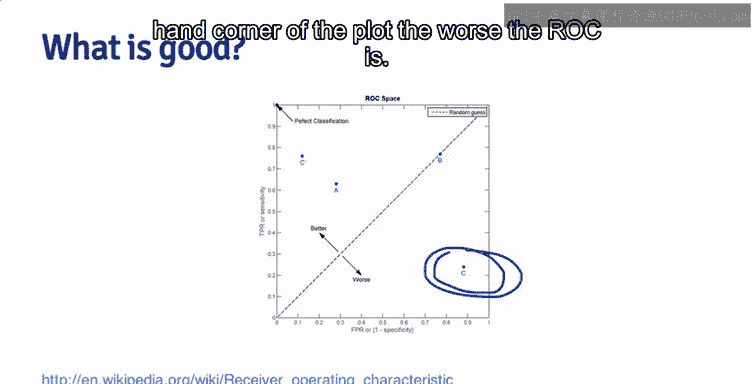 hand corner of the plot the worse the ROC
is.
What is good?
ROC Space
Pefect Classification
Random guess
1
0.9
0.8
0.7
0.6
0.5
0.4
0.3
0.2
0.1
0
C'
B
A
Better
Worse
C
TPR or sensitivity
0.1 0.2 0.3 0.4 0.5 0.6 0.7 0.8 0.9 1
FPR or (1 - specificity)
http://en.wikipedia.org/wiki/Receiver_operating_characteristic